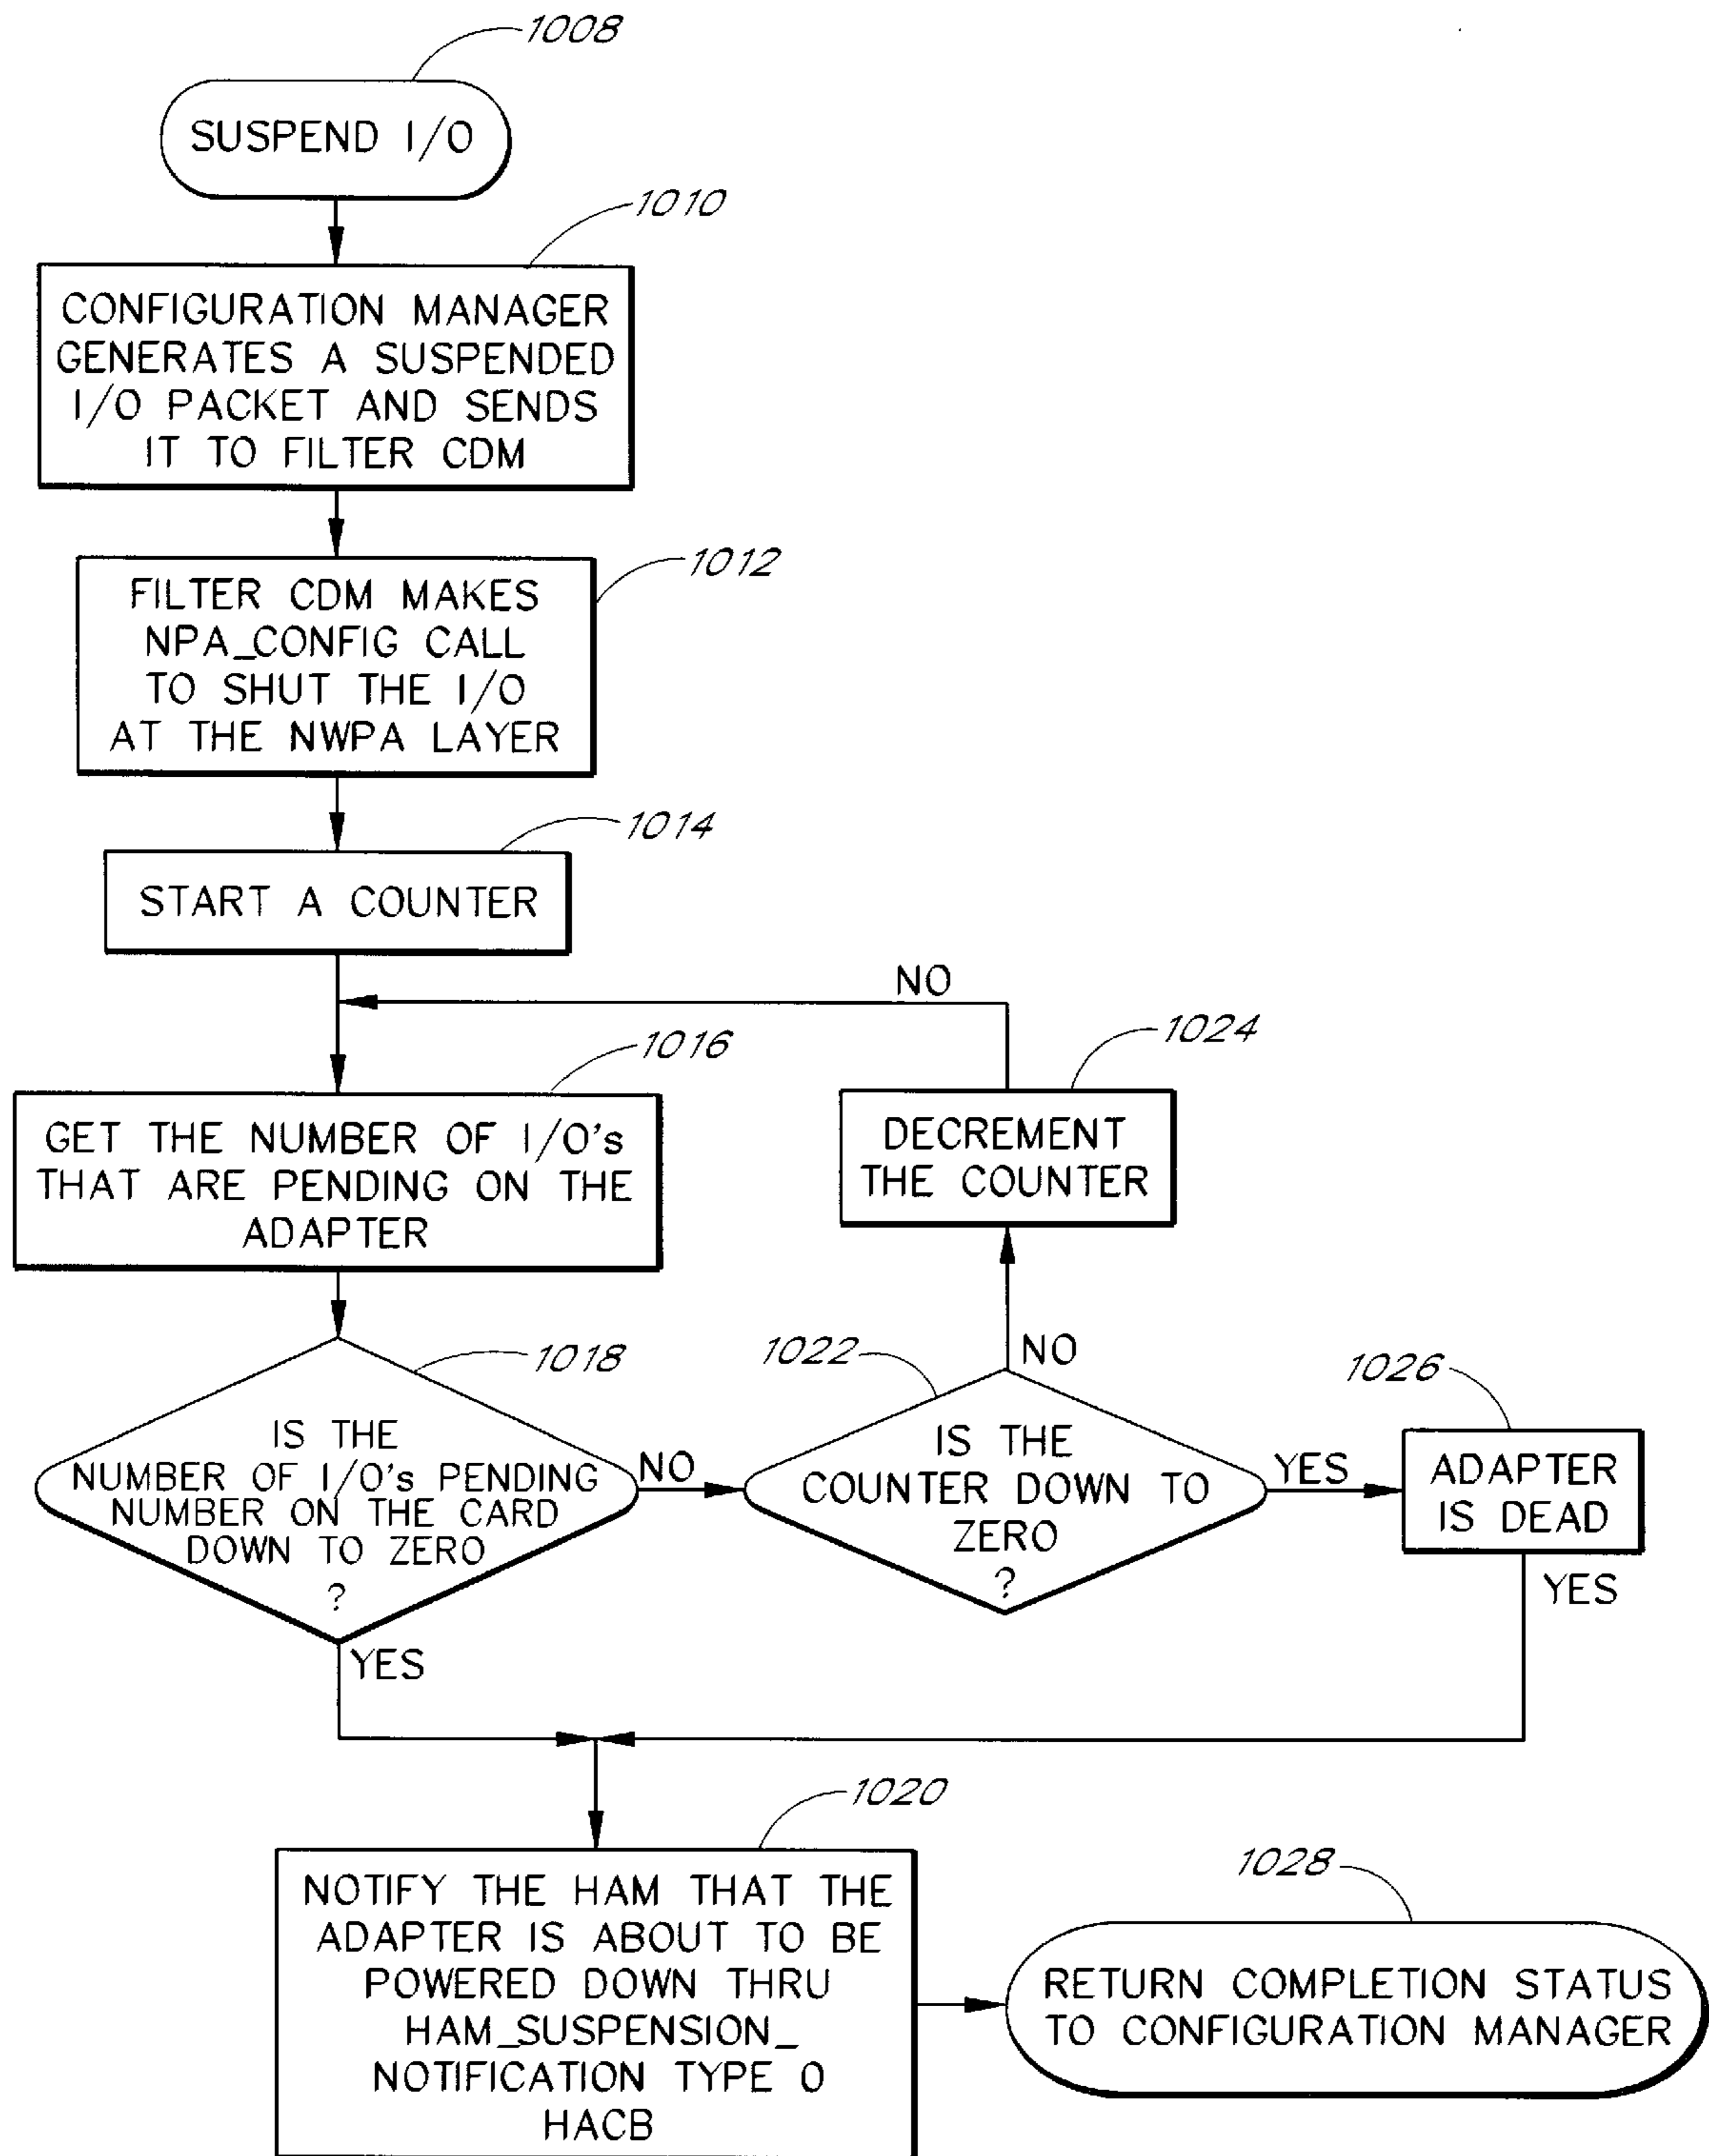 1008
SUSPEND I/O
1010
CONFIGURATION MANAGER
GENERATES A SUSPENDED
I/O PACKET AND SENDS
IT TO FILTER CDM
1012
FILTER CDM MAKES
NPA_CONFIG CALL
TO SHUT THE I/O
AT THE NWPA LAYER
1014
START A COUNTER
NO
1016
GET THE NUMBER OF I/O's
THAT ARE PENDING ON THE
ADAPTER
1024
DECREMENT
THE COUNTER
1018
IS THE
NUMBER OF I/O's PENDING
NUMBER ON THE CARD
DOWN TO ZERO
?
NO
YES
1022
NO
IS THE
COUNTER DOWN TO
ZERO
?
YES
1026
ADAPTER
IS DEAD
YES
1020
NOTIFY THE HAM THAT THE
ADAPTER IS ABOUT TO BE
POWERED DOWN THRU
HAM_SUSPENSION_
NOTIFICATION TYPE 0
HACB
1028
RETURN COMPLETION STATUS
TO CONFIGURATION MANAGER